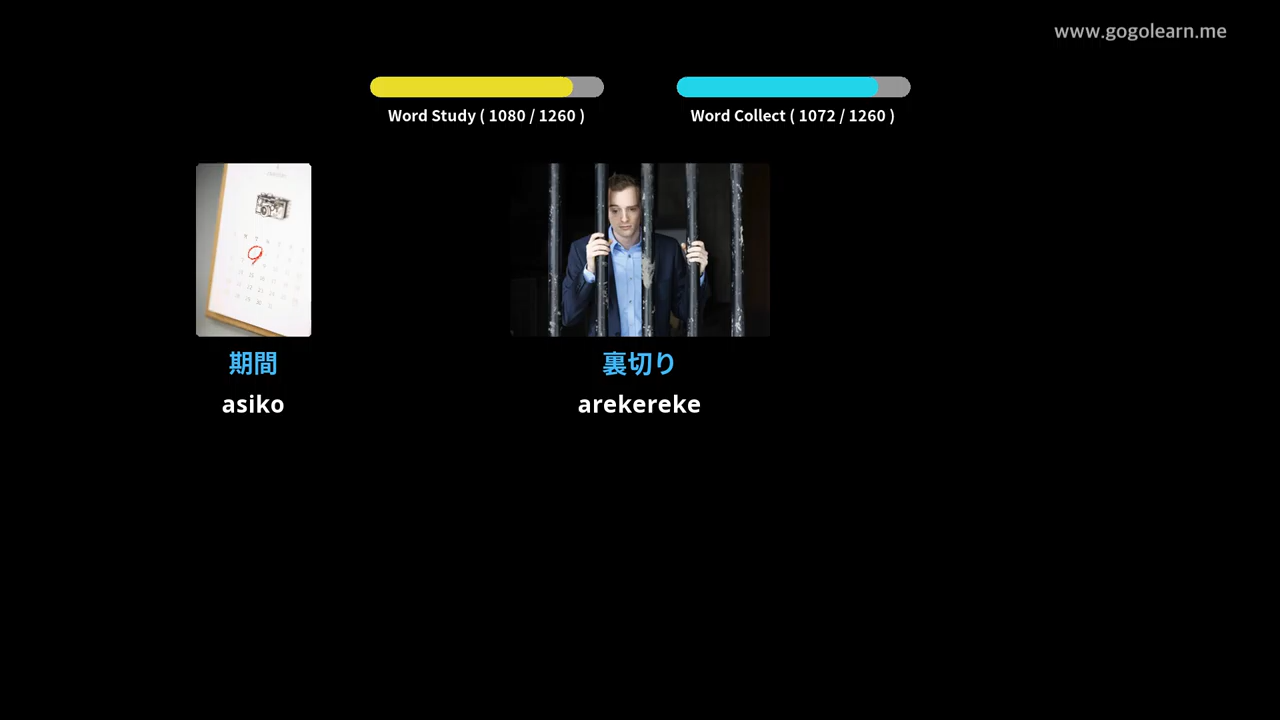 www.gogolearn.me
Word Study ( 1080 / 1260 )
Word Collect ( 1072 / 1260 )
期間
asiko
裏切り
arekereke